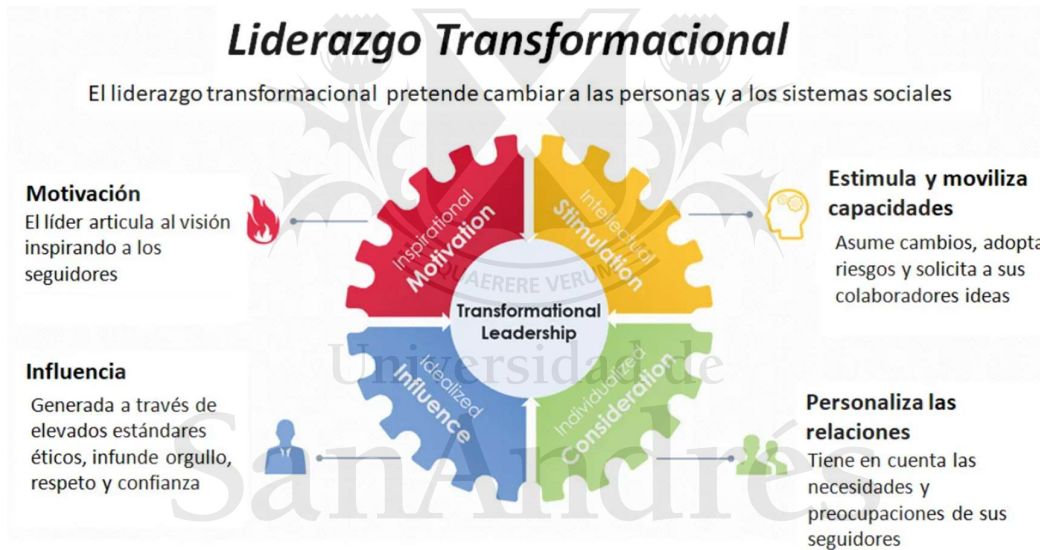 Liderazgo Transformacional
El liderazgo transformacional pretende cambiar a las personas y a los sistemas sociales
Motivación
El líder articula al visión
inspirando a los
seguidores
Estimula y moviliza
capacidades
Asume cambios, adopta
riesgos y solicita a sus
colaboradores ideas
Inspirational
Motivation
Intellectual
Stimulation
QUAERERE VERUM
Transformational
Leadership
Idealized
Influence
Individualized
Consideration
Universidad de
SanAndrés
Influencia
Generada a través de
elevados estándares
éticos, infunde orgullo,
respeto y confianza
Personaliza las
relaciones
Tiene en cuenta las
necesidades y
preocupaciones de sus
seguidores